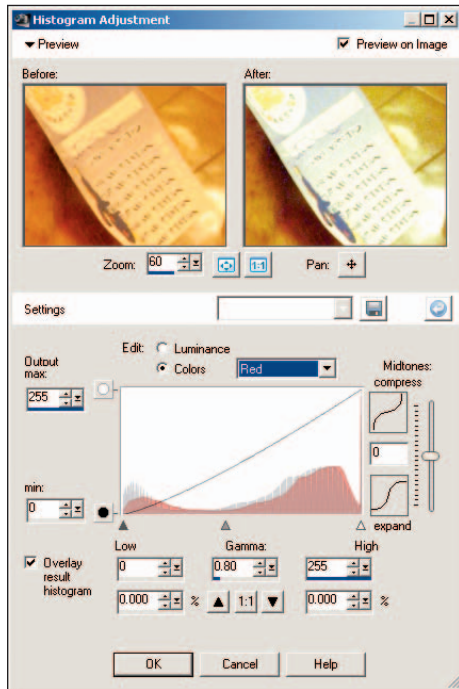 Histogram Adjustment
Preview
Preview on Image
Before:
After:
Zoom: 60
1:1
Pan:
Settings
Edit: Luminance
Colors
Red
Output
max:
255
Midtones:
compress
0
expand
min:
0
Low
Gamma:
High
0
0.80
255
Overlay
result
histogram
0.000 %
1:1
0.000 %
OK
Cancel
Help